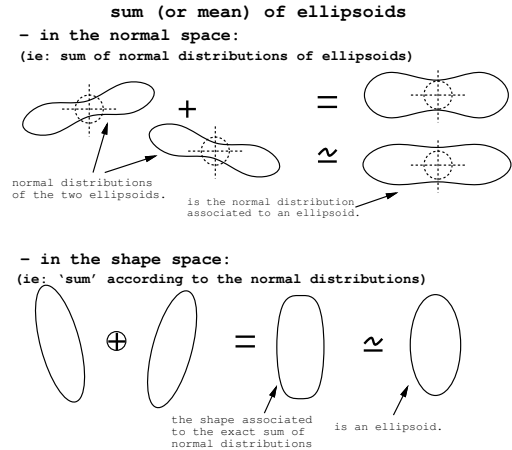 sum (or mean) of ellipsoids
– in the normal space:
(ie: sum of normal distributions of ellipsoids)
+
=
≃
normal distributions
of the two ellipsoids.
is the normal distribution
associated to an ellipsoid.
– in the shape space:
(ie: ‘sum’ according to the normal distributions)
⊕ = ≃
the shape associated
to the exact sum of
normal distributions
is an ellipsoid.